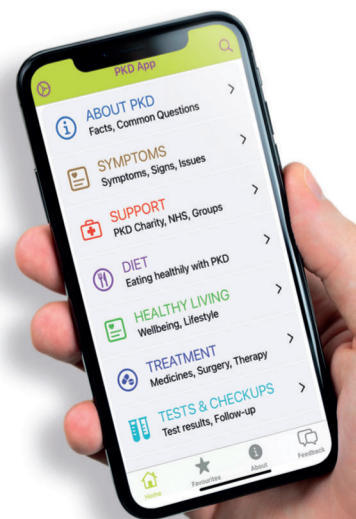 PKD App
ABOUT PKD
Facts, Common Questions
SYMPTOMS
Symptoms, Signs, Issues
SUPPORT
PKD Charity, NHS, Groups
DIET
Eating healthily with PKD
HEALTHY LIVING
Wellbeing, Lifestyle
TREATMENT
Medicines, Surgery, Therapy
TESTS & CHECKUPS
Test results, Follow-up
Home
Favourites
About
Feedback